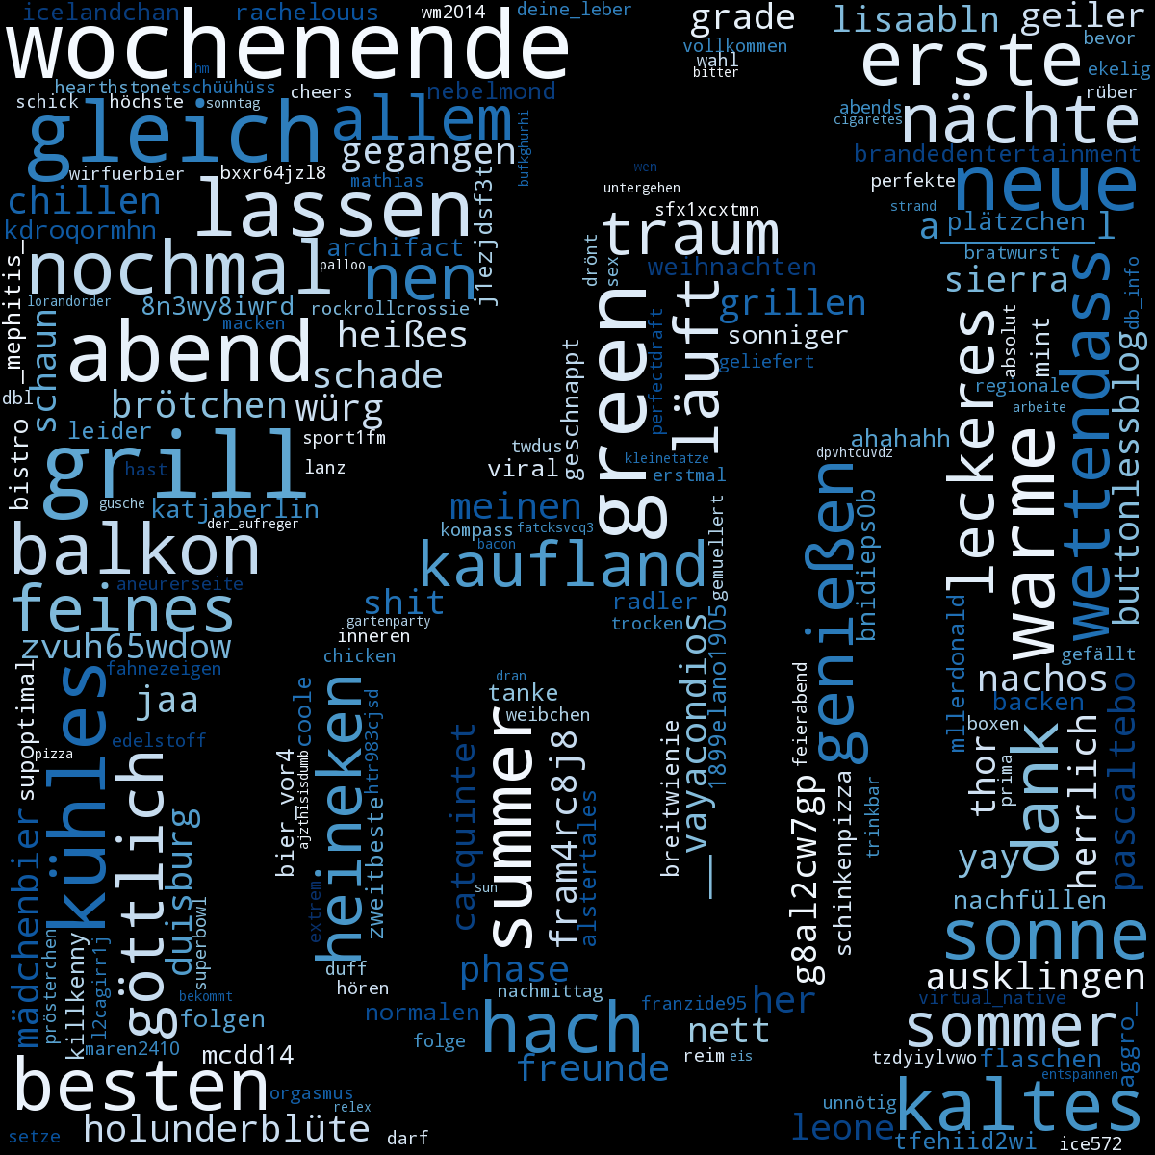 icelandchan
rachelouus
wm2014
deine_leber
wochenende
grade
lisaabln
geiler
vollkommen
wahl
bitter
erste
bevor
ekelig
hm
hearthstonetschüühüss
cheers
nebelmond
schick
höchste
sonntag
abends
cigaretes
rüber
nächte
gleich
allem
bufkghurhi
gegangen
brandedentertainment
wirfuerbier
bxxr64jzl8
mathias
wen
untergehen
perfekte
neue
chillen
lassen
j1ezjdsf3t
sfx1xcxtmn
strand
kdroqormhn
traum
a__________l
plätzchen
archifact
drönt
sex
bratwurst
_mephitis_
nochmal
palloo
nen
weihnachten
sierra
db_info
lorandorder
8n3wy8iwrd
rockrollcrossie
green
läuft
grillen
wettendass
schaun
macken
abend
heißes
perfectdraft
sonniger
leckeres
absolut
mint
buttonlessblog
schade
geschnappt
geliefert
regionale
dbl
brötchen
würg
arbeite
bistro
leider
sport1fm
twdus
ahahahh
warme
grill
hast
lanz
viral
kleinetatze
erstmal
dpvhtcuvdz
gusche
katjaberlin
meinen
genießen
bnidieps0b
der_aufreger
kompass
fatcksvcq3
gemuellert
balkon
bacon
kaufland
aneurerseite
feines
shit
radler
mllerdonald
gartenparty
trocken
zvuh65wdow
inneren
__vayacondios
1899elano1905
gefällt
supoptimal
kühles
fahnezeigen
chicken
feierabend
nachos
pascaltebo
jaa
coole
heineken
htr983cjsd
dran
tanke
backen
weibchen
summer
boxen
dank
herrlich
edelstoff
catquintet
fram4rc8j8
breitwienie
thor
pizza
göttlich
bier_vor4
ajzthisisdumb
prima
mädchenbier
duisburg
zweitbeste
alstertales
g8al2cw7gp
schinkenpizza
trinkbar
yay
extrem
sun
nachfüllen
superbowl
sonne
prösterchen
killkenny
l2cagirr1j
duff
phase
ausklingen
hören
bekommt
nachmittag
franzide95
her
virtual_native
folgen
normalen
hach
nett
sommer
aggro_
maren2410
mcdd14
folge
reim
eis
tzdyiylvwo
flaschen
besten
freunde
entspannen
orgasmus
relex
unnötig
kaltes
setze
holunderblüte
darf
leone
tfehiid2wi
ice572